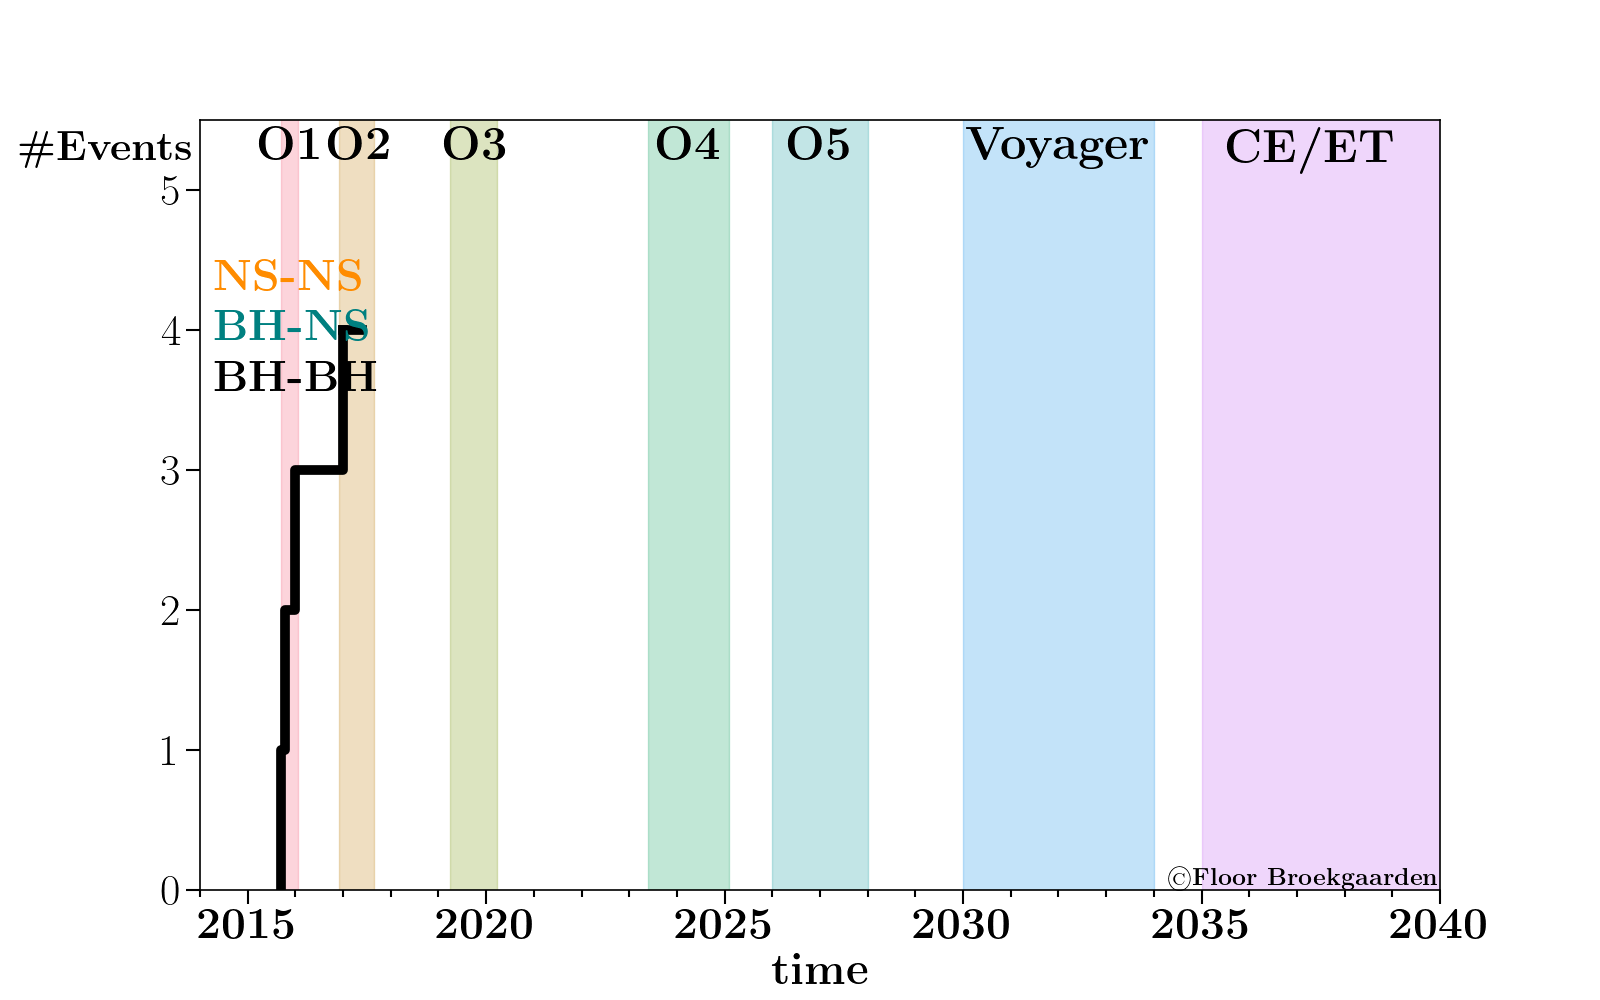 #Events O1 O2 O3 O4 O5 Voyager CE/ET
5
NS-NS
4 BH-NS
BH-BH
3
2
1
0
©Floor Broekgaarden
2015 2020 2025 2030 2035 2040
time